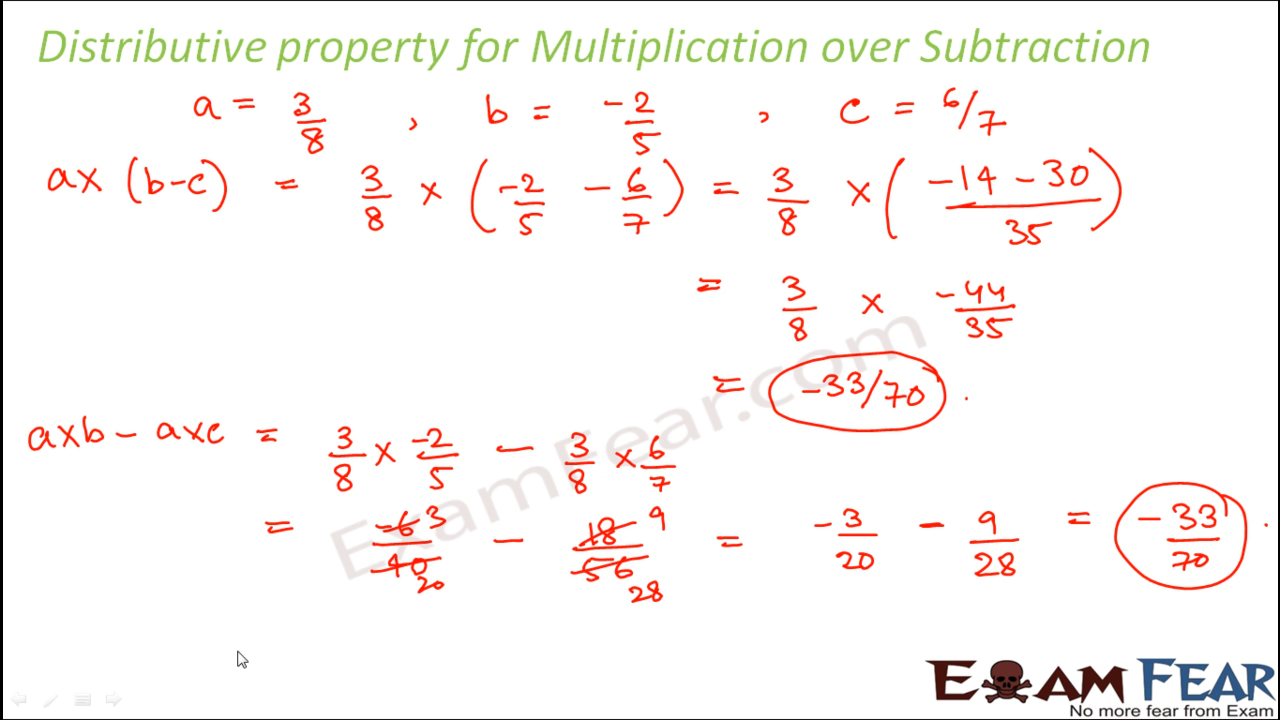 Distributive property for Multiplication over Subtraction
a = 3/8 , b = -2/5 , c = 6/7
a x (b-c) = 3/8 x (-2/5 - 6/7) = 3/8 x (-14 - 30 / 35)
= 3/8 x -44/35
= -33/70 .
axb - axc = 3/8 x -2/5 - 3/8 x 6/7
= -6 3/40 20 - 18 9/56 28 = -3/20 - 9/28 = -33/70 .
ExamFear.com
EXAM FEAR
No more fear from Exam